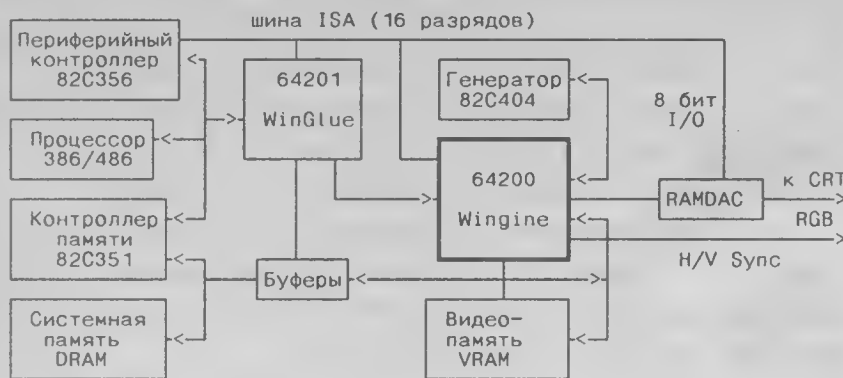 шина ISA (16 разрядов)
Периферийный
контроллер
82C356
64201
WinGlue
Генератор
82C404
8 бит
I/O
Процессор
386/486
64200
Wingine
RAMDAC
к CRT
RGB
H/V Sync
Контроллер
памяти
82C351
Буферы
Системная
память
DRAM
Видео-
память
VRAM